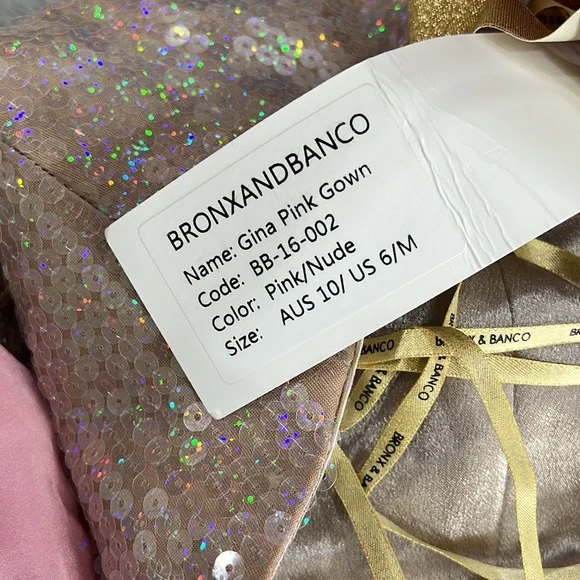 BRONXANDBANCO
Name: Gina Pink Gown
Code: BB-16-002
Color: Pink/Nude
Size: AUS 10/ US 6/M
BANCO
X & BANCO
& BANCO
BRONX & BANCO